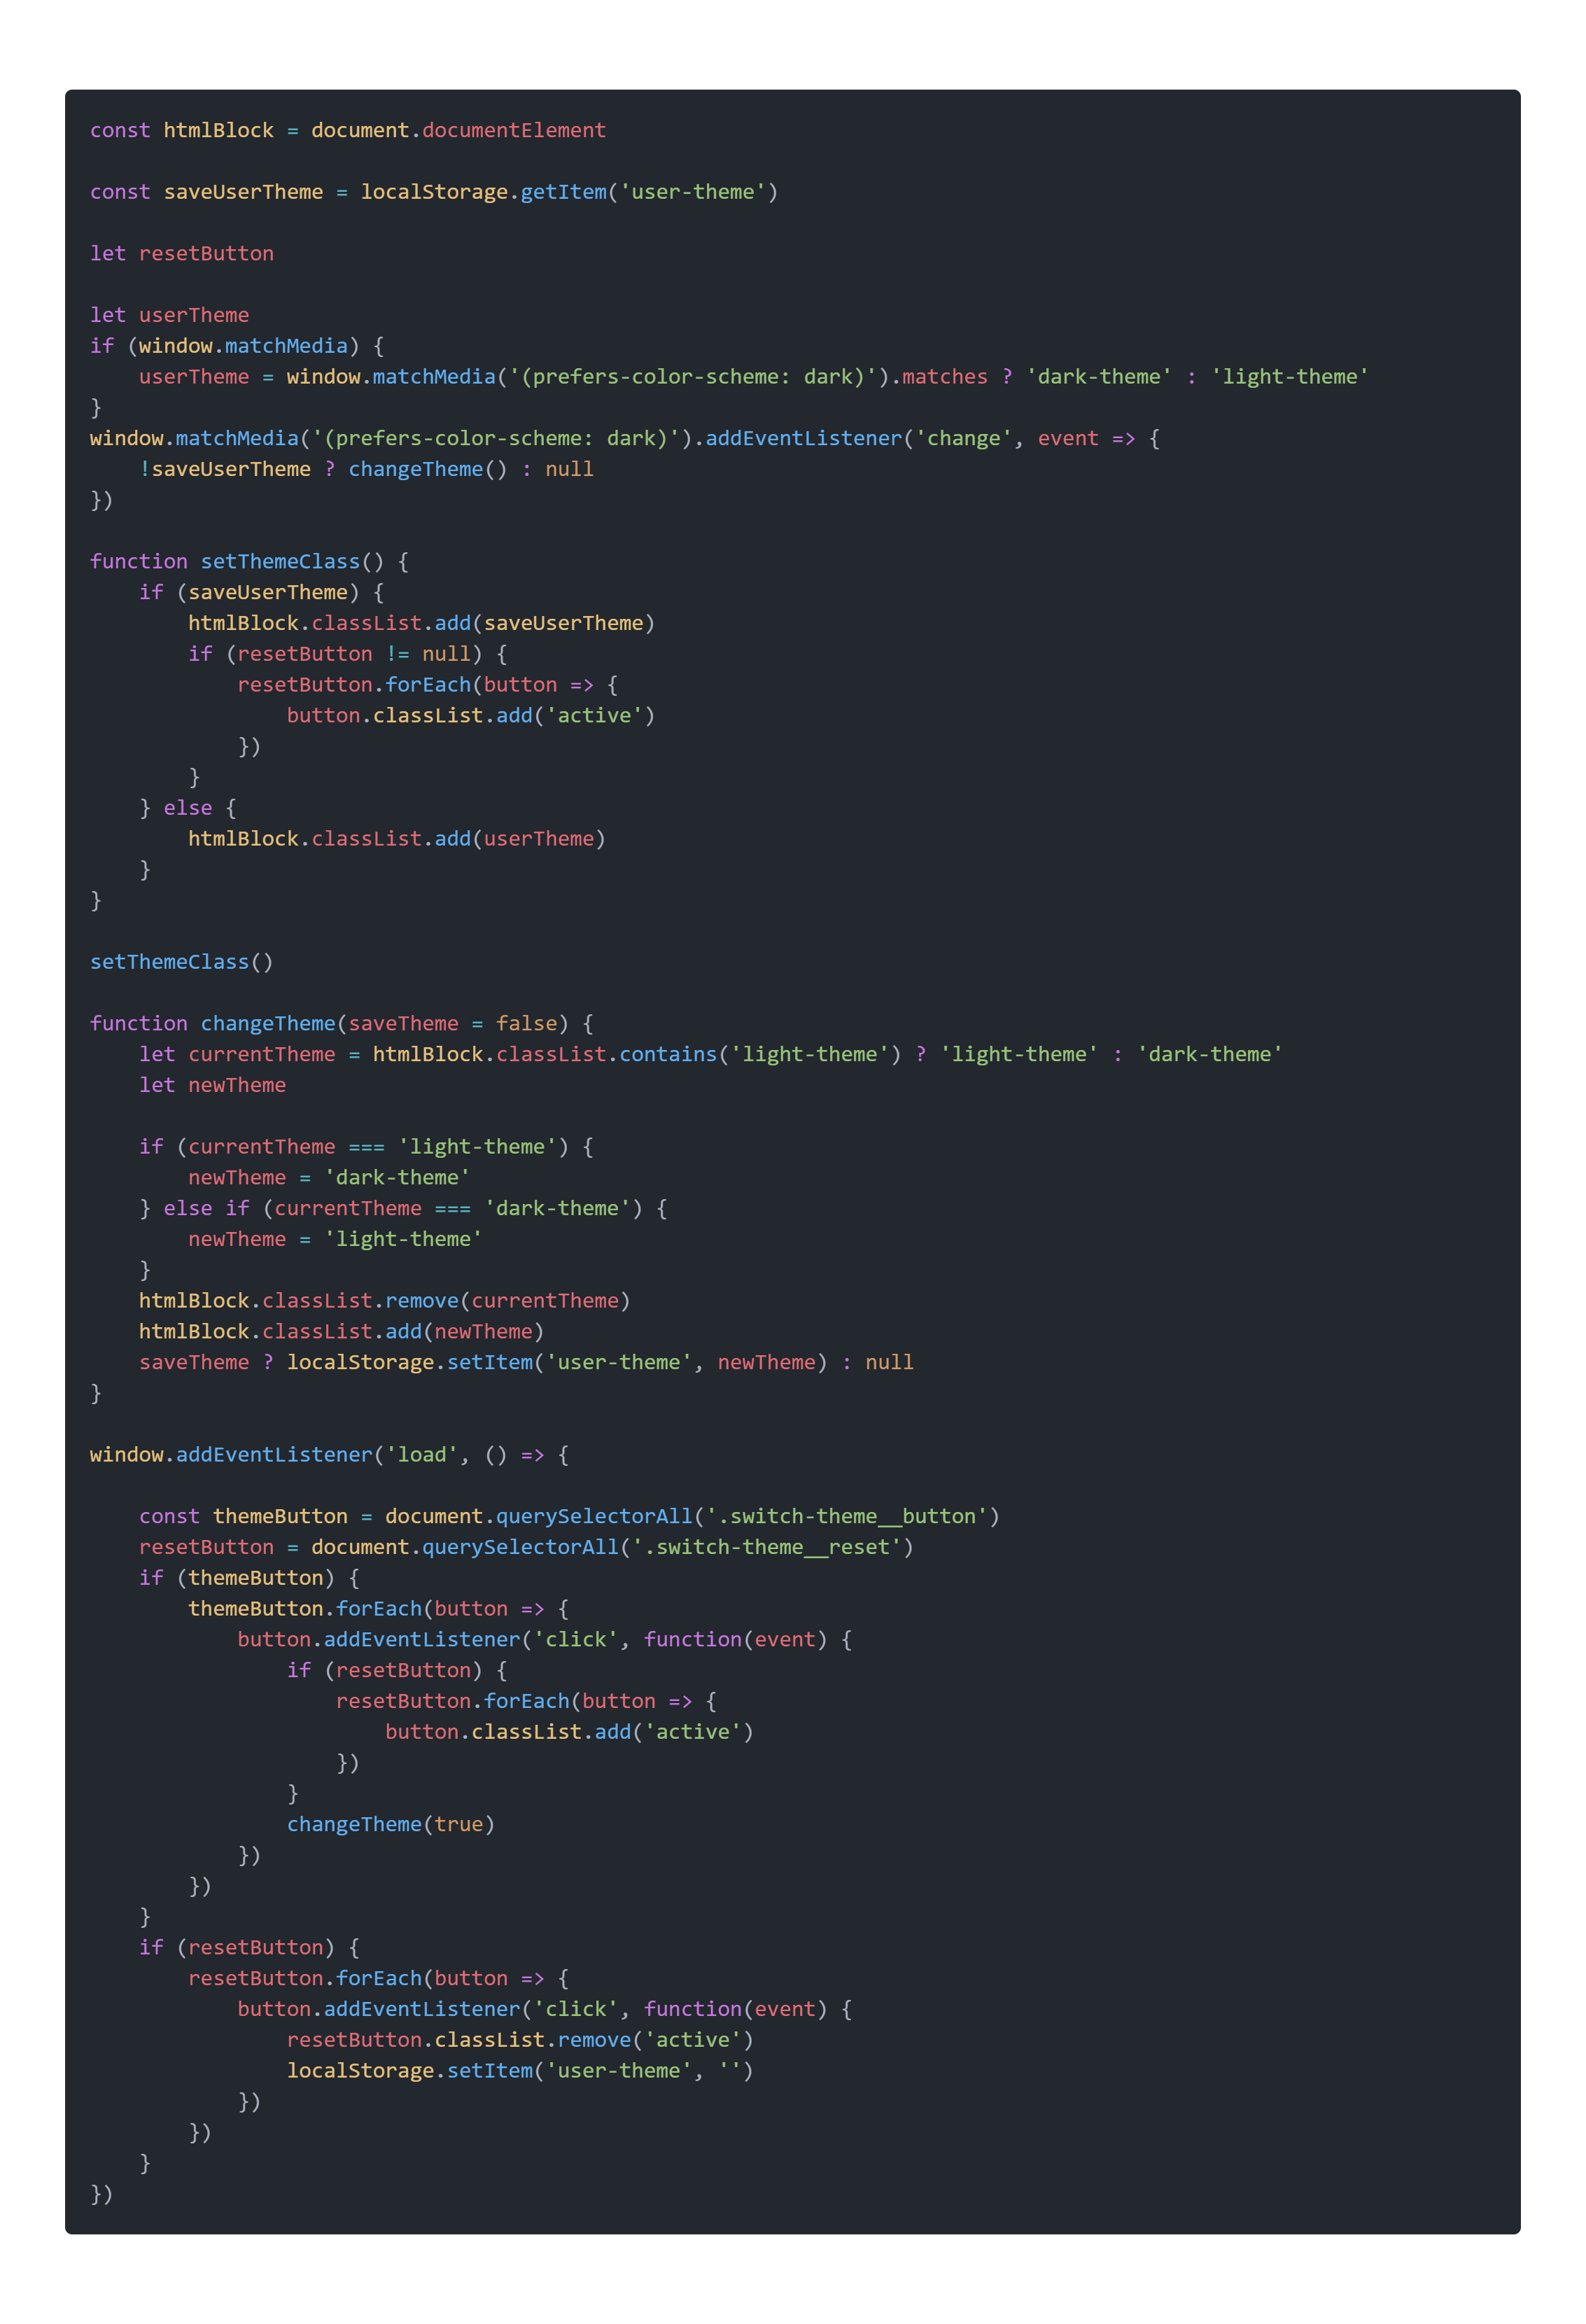 const htmlBlock = document.documentElement

const saveUserTheme = localStorage.getItem('user-theme')

let resetButton

let userTheme
if (window.matchMedia) {
    userTheme = window.matchMedia('(prefers-color-scheme: dark)').matches ? 'dark-theme' : 'light-theme'
}
window.matchMedia('(prefers-color-scheme: dark)').addEventListener('change', event => {
    !saveUserTheme ? changeTheme() : null
})

function setThemeClass() {
    if (saveUserTheme) {
        htmlBlock.classList.add(saveUserTheme)
        if (resetButton != null) {
            resetButton.forEach(button => {
                button.classList.add('active')
            })
        }
    } else {
        htmlBlock.classList.add(userTheme)
    }
}

setThemeClass()

function changeTheme(saveTheme = false) {
    let currentTheme = htmlBlock.classList.contains('light-theme') ? 'light-theme' : 'dark-theme'
    let newTheme

    if (currentTheme === 'light-theme') {
        newTheme = 'dark-theme'
    } else if (currentTheme === 'dark-theme') {
        newTheme = 'light-theme'
    }
    htmlBlock.classList.remove(currentTheme)
    htmlBlock.classList.add(newTheme)
    saveTheme ? localStorage.setItem('user-theme', newTheme) : null
}

window.addEventListener('load', () => {

    const themeButton = document.querySelectorAll('.switch-theme__button')
    resetButton = document.querySelectorAll('.switch-theme__reset')
    if (themeButton) {
        themeButton.forEach(button => {
            button.addEventListener('click', function(event) {
                if (resetButton) {
                    resetButton.forEach(button => {
                        button.classList.add('active')
                    })
                }
                changeTheme(true)
            })
        })
    }
    if (resetButton) {
        resetButton.forEach(button => {
            button.addEventListener('click', function(event) {
                resetButton.classList.remove('active')
                localStorage.setItem('user-theme', '')
            })
        })
    }
})